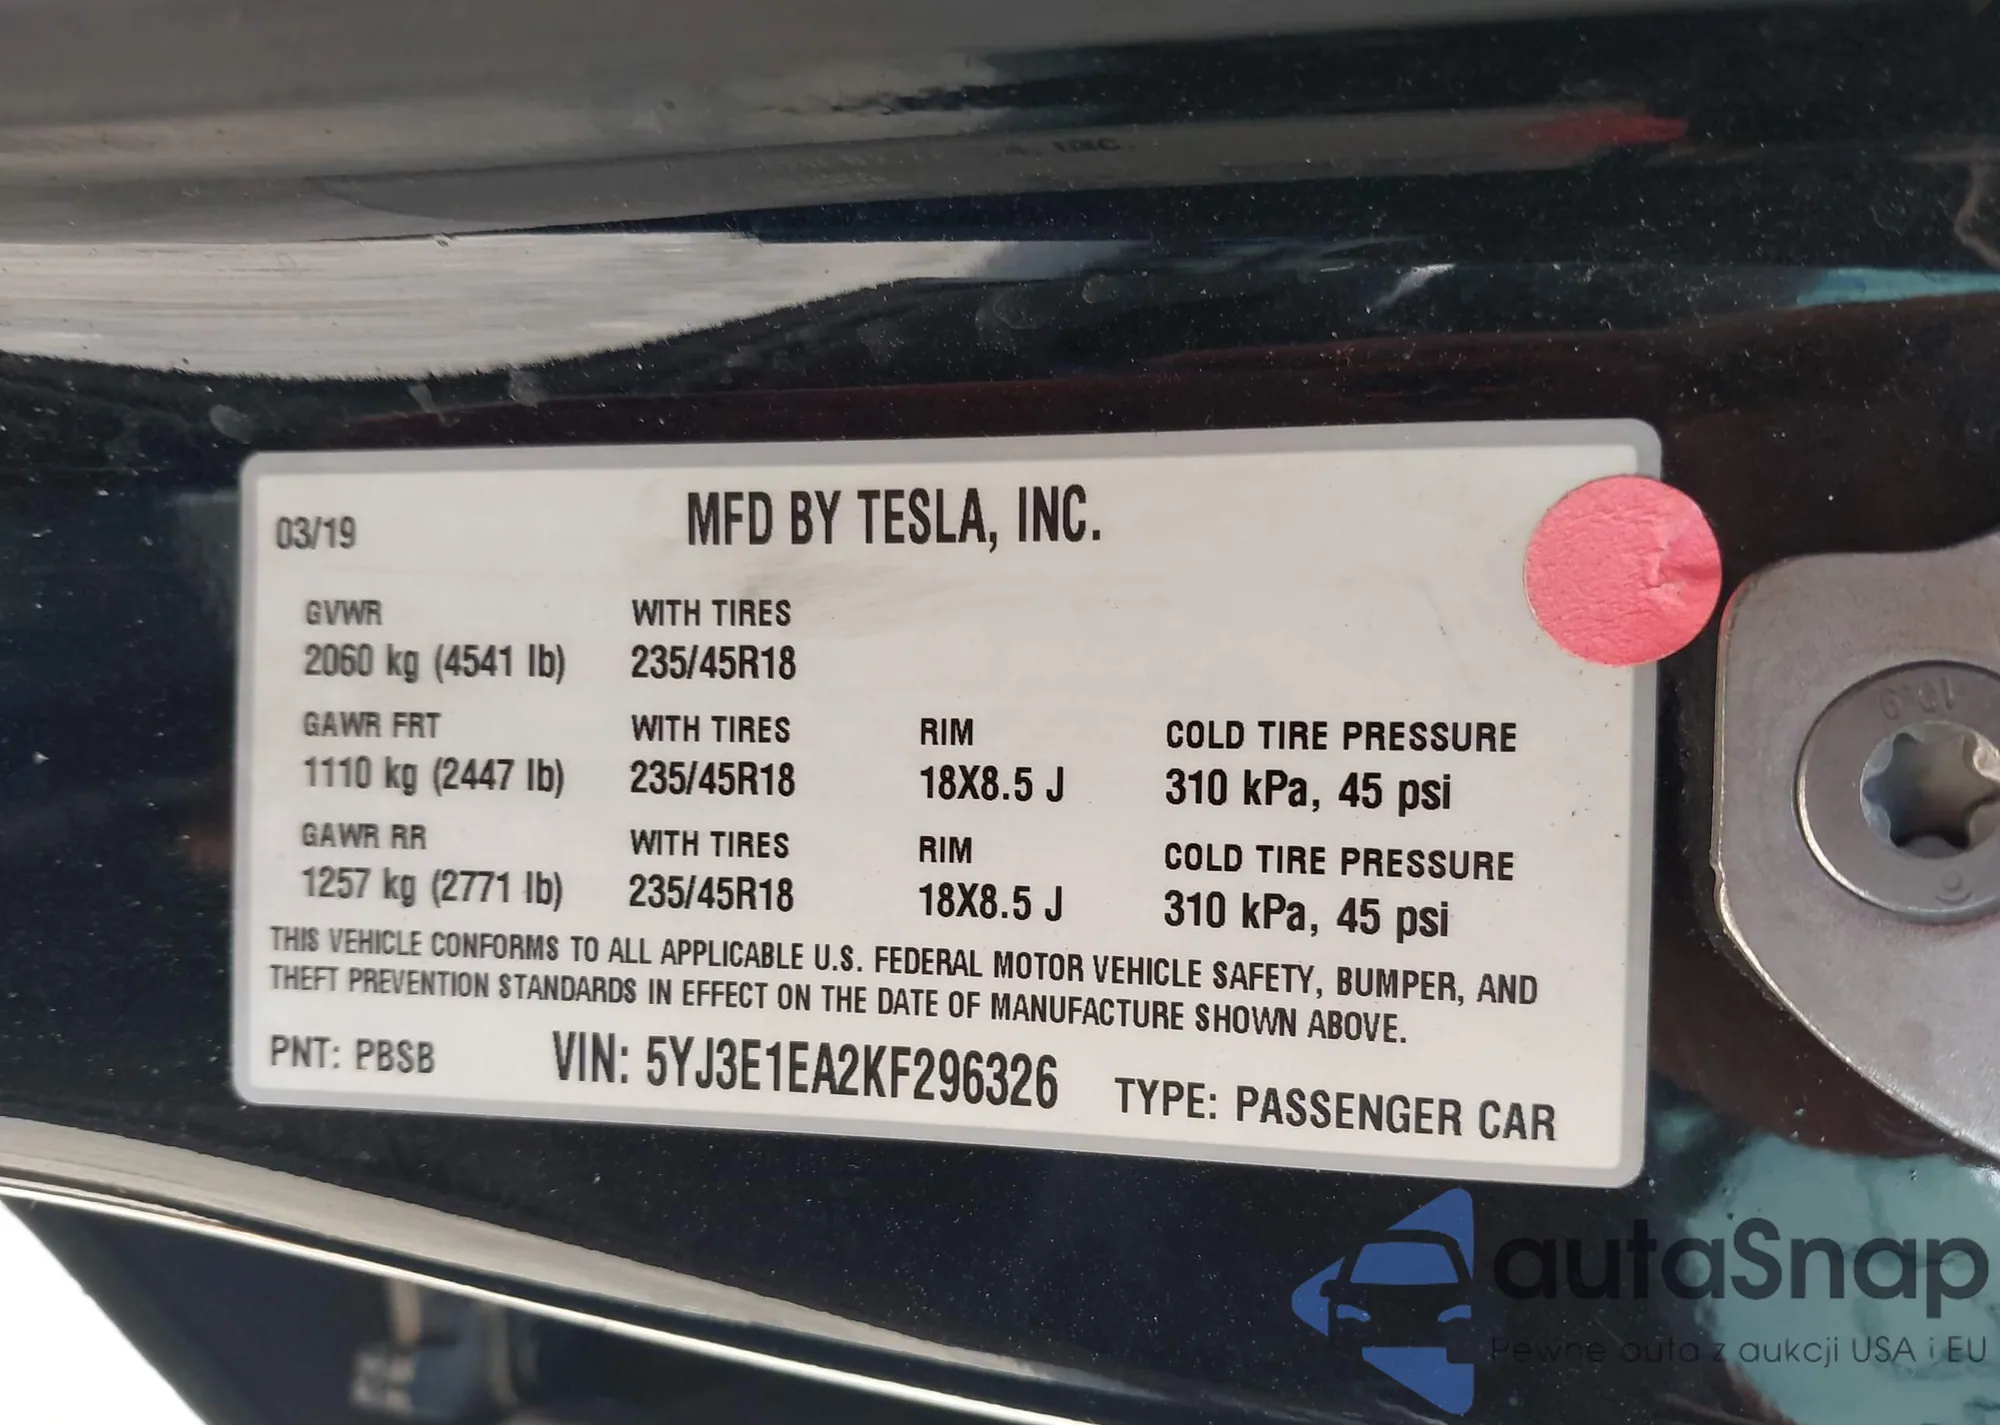 03/19 MFD BY TESLA, INC.
GVWR WITH TIRES
2060 kg (4541 lb) 235/45R18
GAWR FRT WITH TIRES RIM COLD TIRE PRESSURE
1110 kg (2447 lb) 235/45R18 18X8.5 J 310 kPa, 45 psi
GAWR RR WITH TIRES RIM COLD TIRE PRESSURE
1257 kg (2771 lb) 235/45R18 18X8.5 J 310 kPa, 45 psi
THIS VEHICLE CONFORMS TO ALL APPLICABLE U.S. FEDERAL MOTOR VEHICLE SAFETY, BUMPER, AND
THEFT PREVENTION STANDARDS IN EFFECT ON THE DATE OF MANUFACTURE SHOWN ABOVE.
PNT: PBSB VIN: 5YJ3E1EA2KF296326 TYPE: PASSENGER CAR
10.9
autaSnap
Pewne auta z aukcji USA i EU